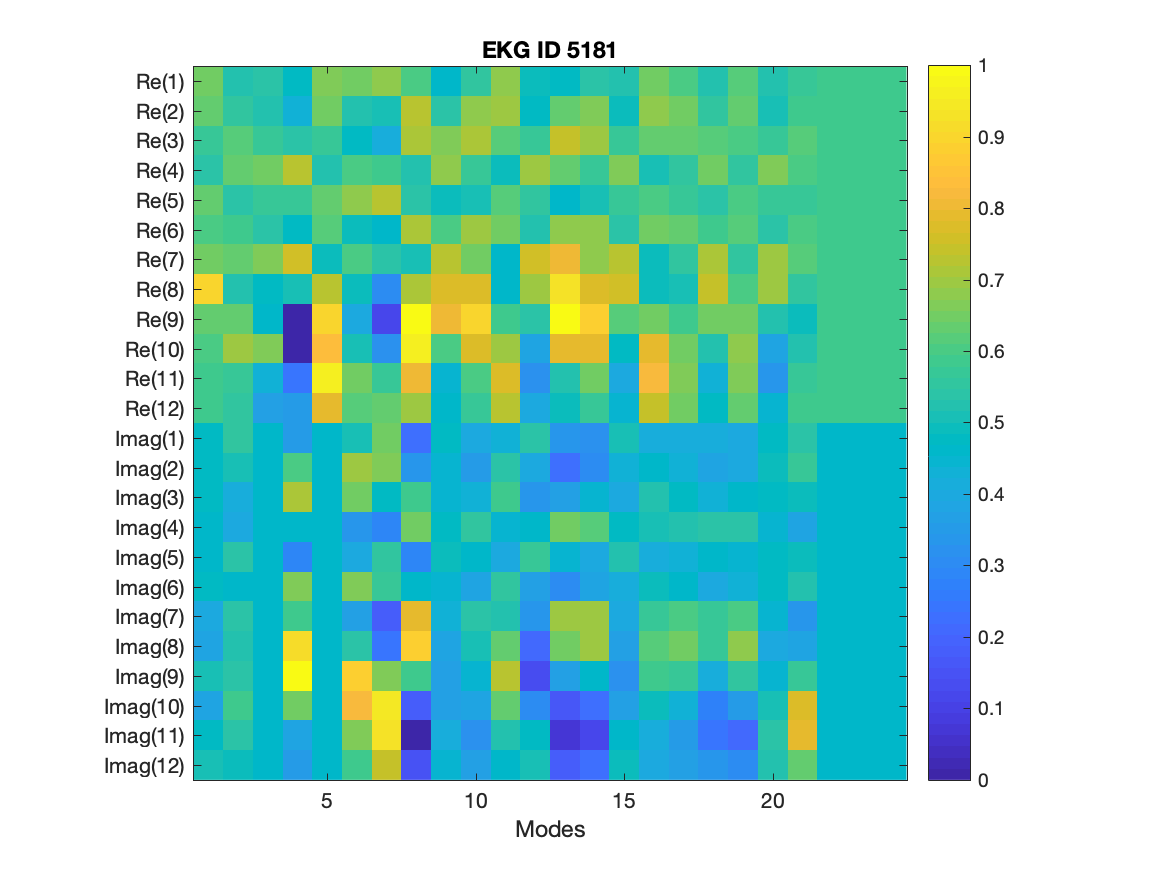 EKG ID 5181
Re(1)
Re(2)
Re(3)
Re(4)
Re(5)
Re(6)
Re(7)
Re(8)
Re(9)
Re(10)
Re(11)
Re(12)
Imag(1)
Imag(2)
Imag(3)
Imag(4)
Imag(5)
Imag(6)
Imag(7)
Imag(8)
Imag(9)
Imag(10)
Imag(11)
Imag(12)
5 10 15 20
Modes
1
0.9
0.8
0.7
0.6
0.5
0.4
0.3
0.2
0.1
0